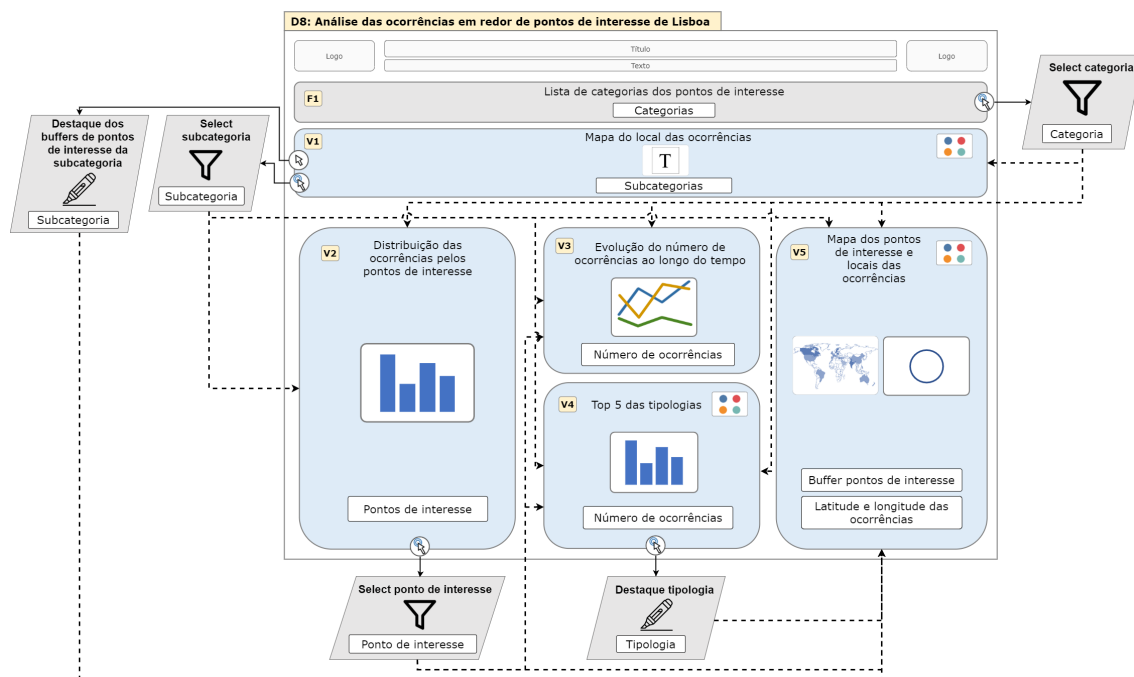 D8: Análise das ocorrências em redor de pontos de interesse de Lisboa
Logo
Título
Texto
Logo
Select categoria
Categoria
F1
Lista de categorias dos pontos de interesse
Categorias
Destaque dos
buffers de pontos
de interesse da
subcategoria
Subcategoria
Select
subcategoria
Subcategoria
V1
Mapa do local das ocorrências
T
Subcategorias
V2
Distribuição das
ocorrências pelos
pontos de interesse
Pontos de interesse
V3
Evolução do número de
ocorrências ao longo do tempo
Número de ocorrências
V4
Top 5 das tipologias
Número de ocorrências
V5
Mapa dos pontos
de interesse e
locais das
ocorrências
Buffer pontos de interesse
Latitude e longitude das
ocorrências
Select ponto de interesse
Ponto de interesse
Destaque tipologia
Tipologia